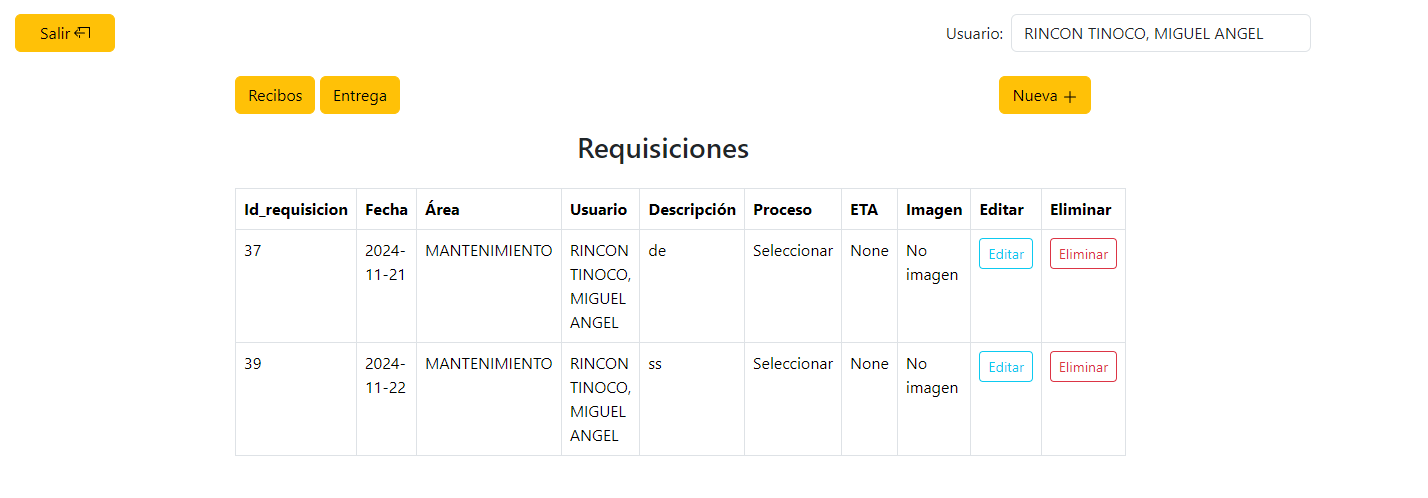 Salir
Usuario: RINCON TINOCO, MIGUEL ANGEL
Recibos Entrega Nueva +
Requisiciones
Id_requisicion Fecha Área Usuario Descripción Proceso ETA Imagen Editar Eliminar
37 2024- MANTENIMIENTO RINCON de Seleccionar None No Editar Eliminar
11-21 TINOCO, imagen
MIGUEL
ANGEL
39 2024- MANTENIMIENTO RINCON ss Seleccionar None No Editar Eliminar
11-22 TINOCO, imagen
MIGUEL
ANGEL